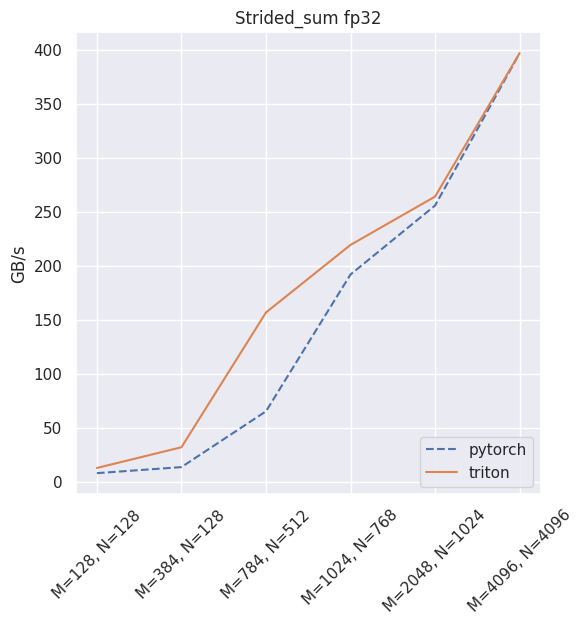 Strided_sum fp32
400
350
300
250
200
150
100
50
0
GB/s
M=128, N=128
M=384, N=128
M=784, N=512
M=1024, N=768
M=2048, N=1024
M=4096, N=4096
pytorch
triton